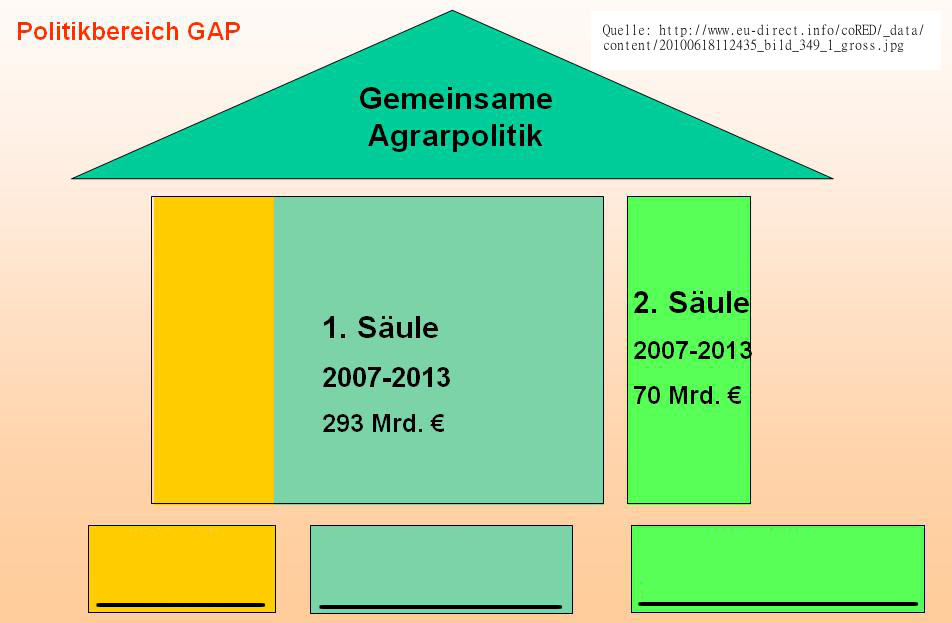 Politikbereich GAP
Quelle: http://www.eu-direct.info/coRED/_data/
content/20100618112435_bild_349_1_gross.jpg
Gemeinsame
Agrarpolitik
1. Säule
2007-2013
293 Mrd. €
2. Säule
2007-2013
70 Mrd. €